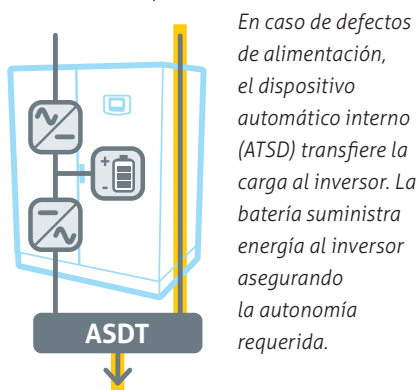 En caso de defectos
de alimentación,
el dispositivo
automático interno
(ATSD) transfiere la
carga al inversor. La
batería suministra
energía al inversor
asegurando
la autonomía
requerida.
+
-
ASDT